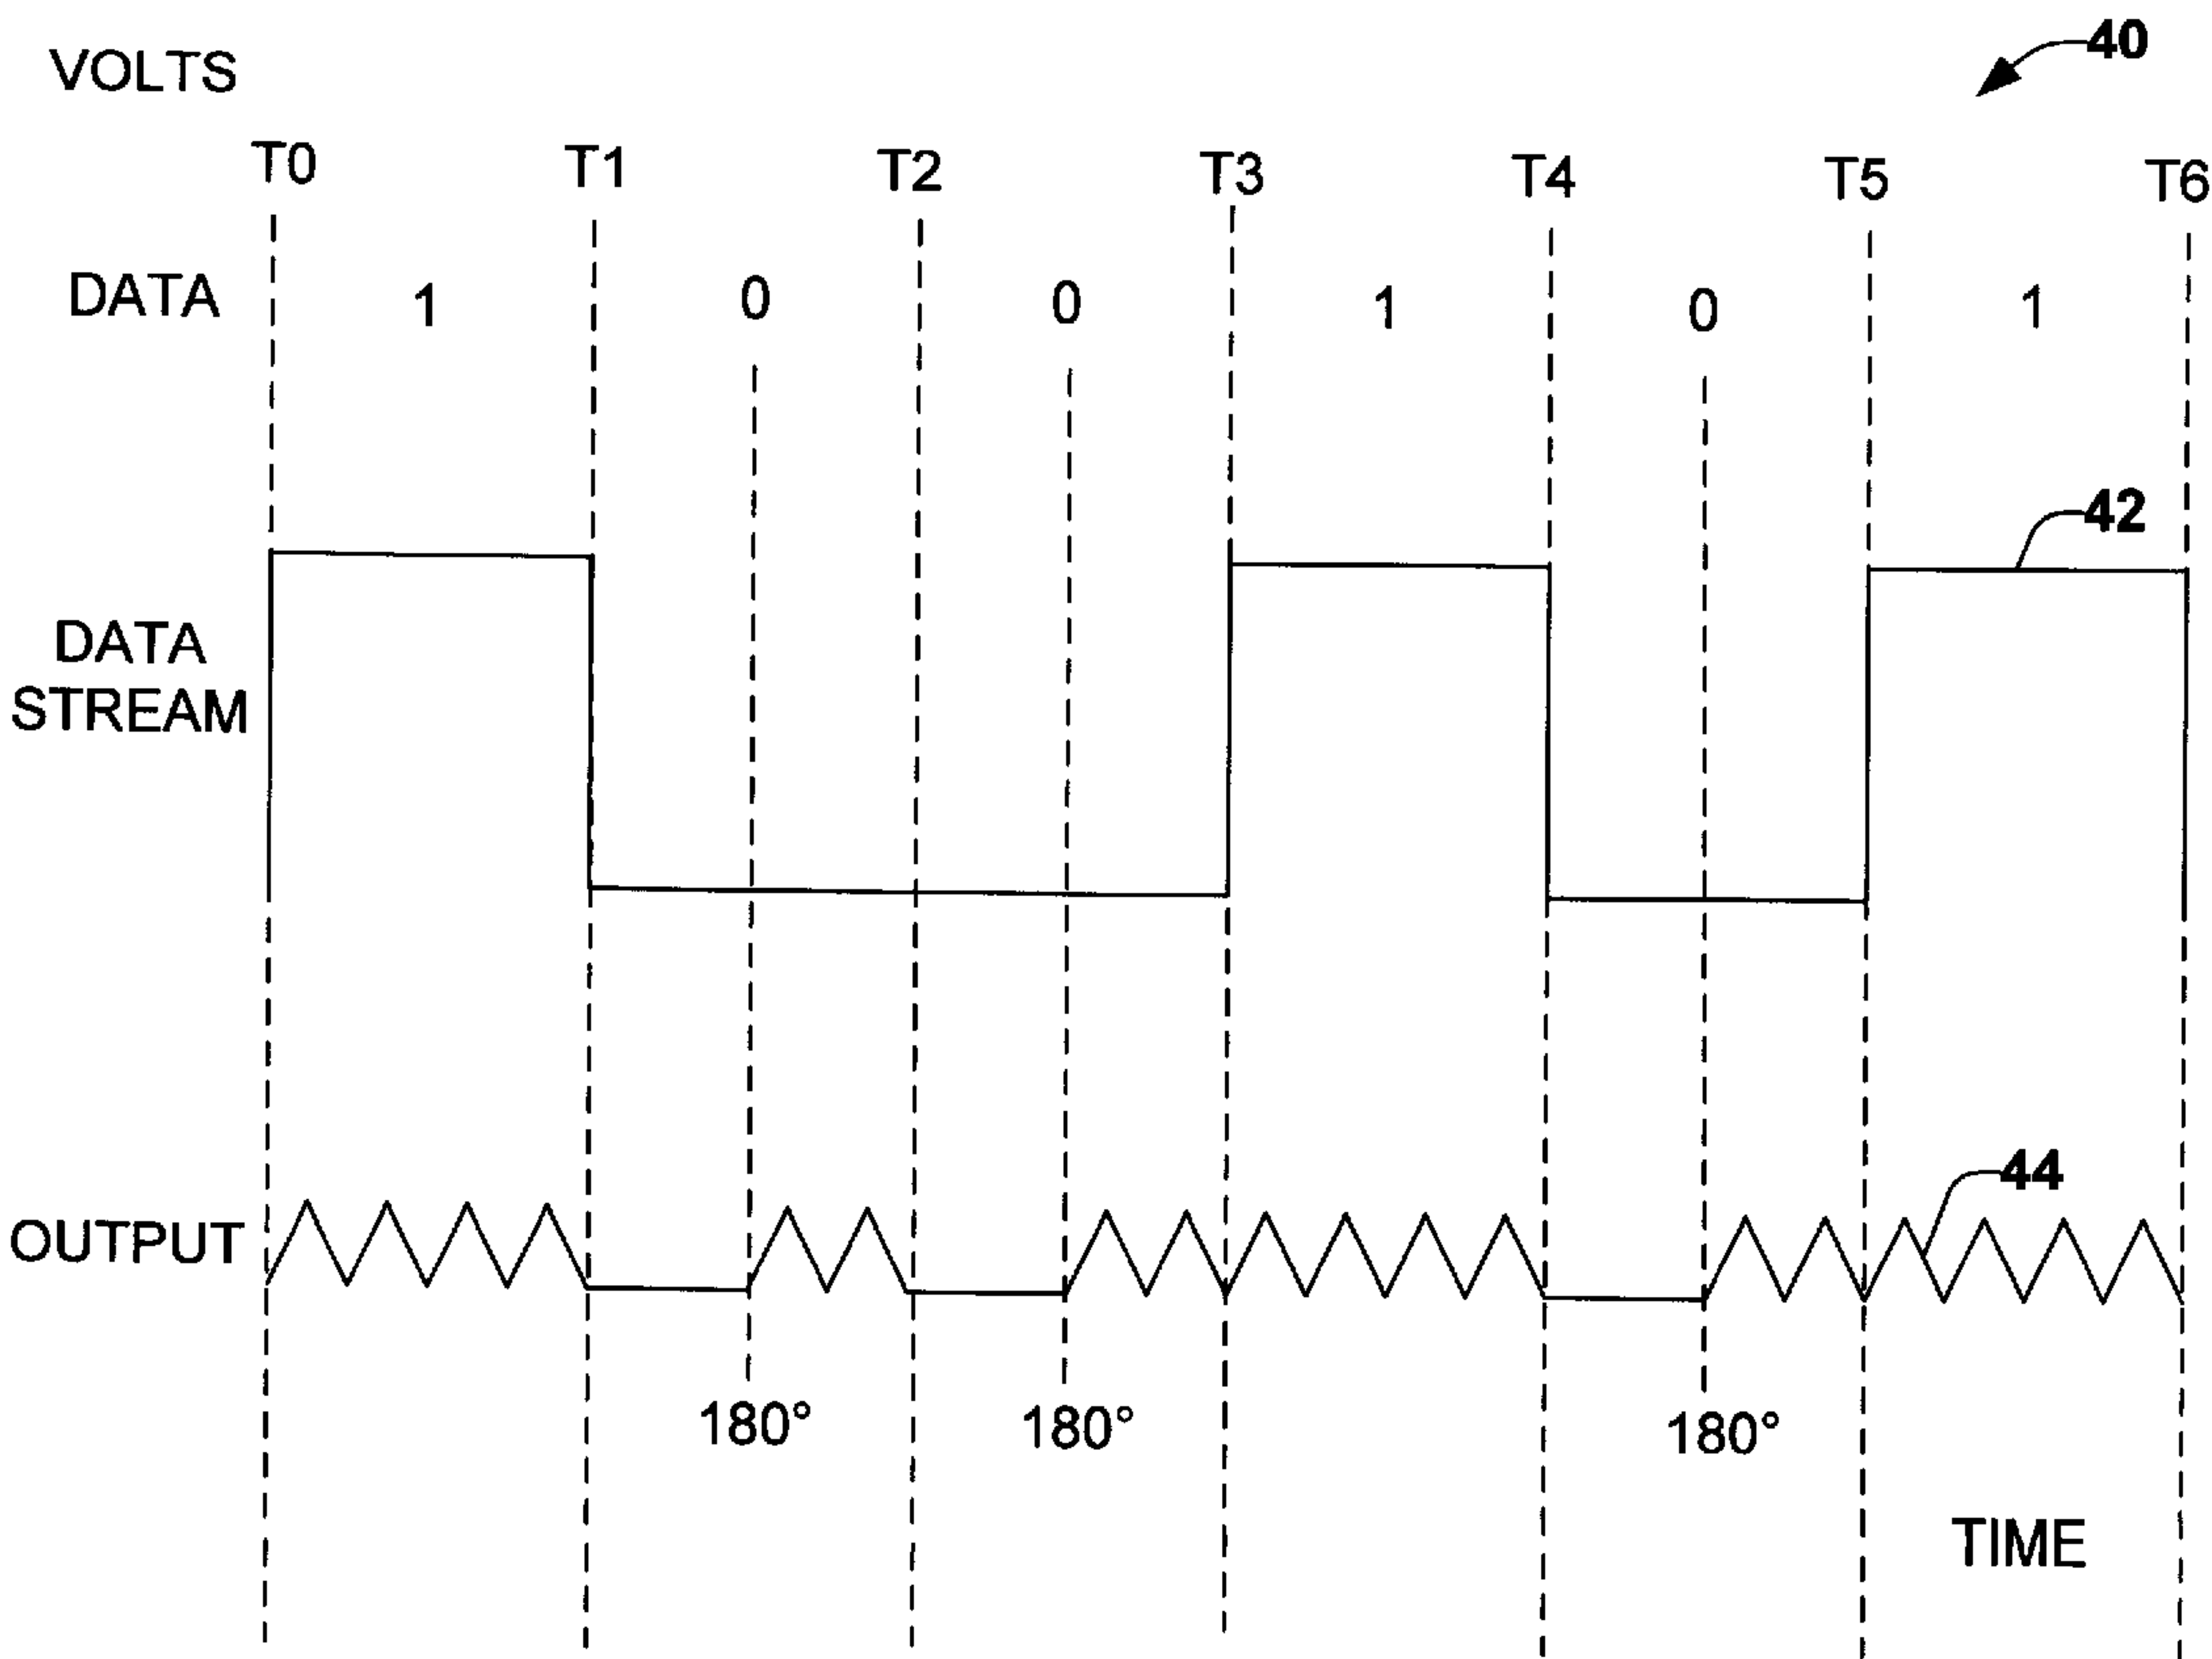 VOLTS
40
T0 T1 T2 T3 T4 T5 T6
DATA 1 0 0 1 0 1
42
DATA
STREAM
44
OUTPUT
180° 180° 180°
TIME